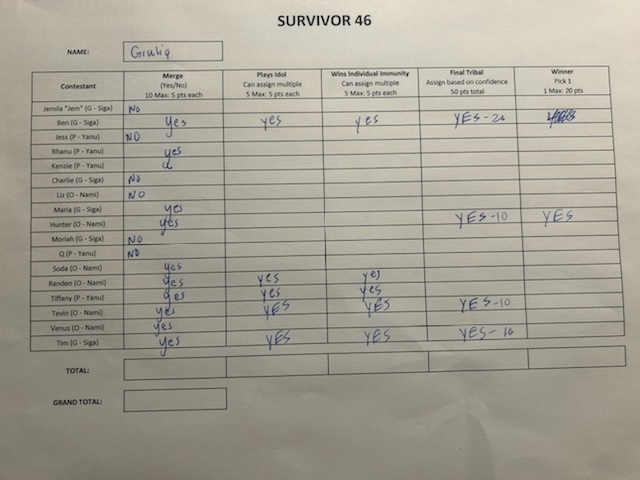 SURVIVOR 46
NAME: Giulia
Contestant Merge Plays Idol Wins Individual Immunity Final Tribal Winner
(Yes/No) Can assign multiple Can assign multiple Assign based on confidence Pick 1
10 Max: 5 pts each 5 Max: 5 pts each 5 Max: 5 pts each 50 pts total 1 Max: 20 pts
Jemila "Jem" (G - Siga) NO
Ben (G - Siga) yes yes yes YES-20
Jess (P - Yanu) NO
Bhanu (P - Yanu) yes
Kenzie (P - Yanu)
Charlie (G - Siga) NO
Liz (O - Nami) NO
Maria (G - Siga) yes
Hunter (O - Nami) yes YES-10 YES
Moriah (G - Siga) NO
Q (P - Yanu) NO
Soda (O - Nami) yes
Randen (O - Nami) yes yes yes
Tiffany (P - Yanu) yes yes yes
Tevin (O - Nami) yes YES YES YES-10
Venus (O - Nami) yes
Tim (G - Siga) yes YES YES YES-10
TOTAL:
GRAND TOTAL: